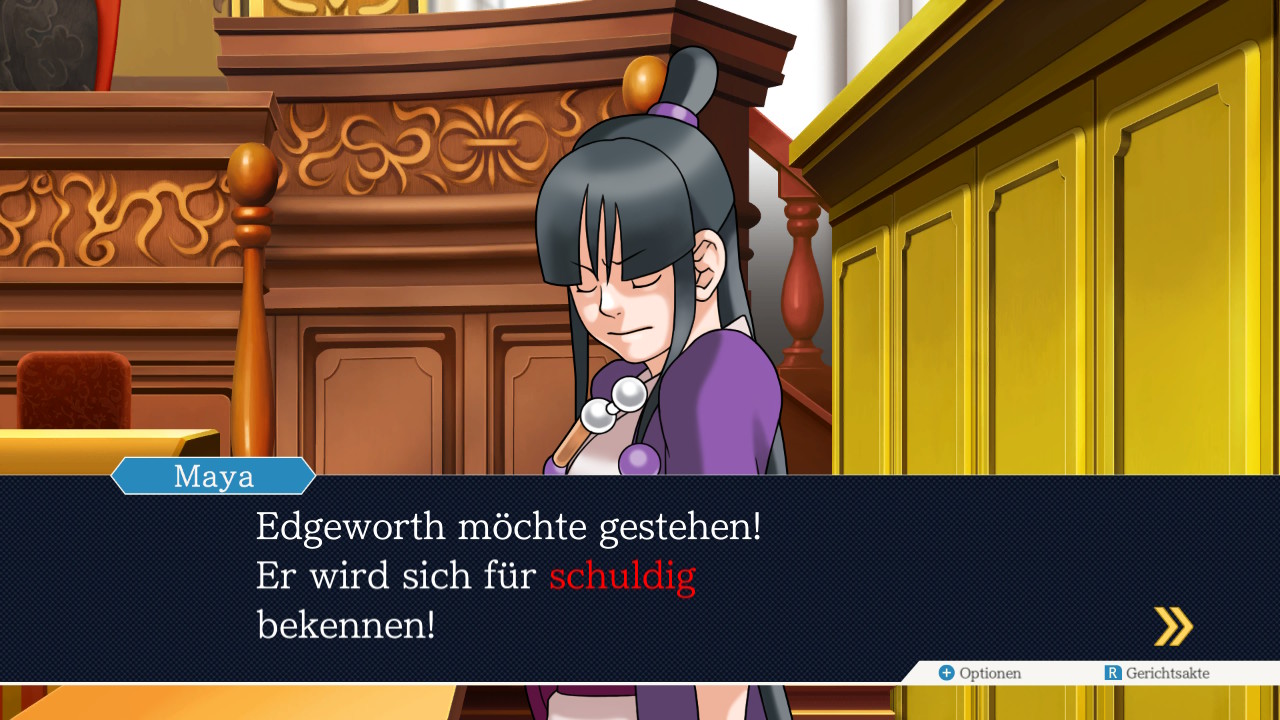 Maya
Edgeworth möchte gestehen!
Er wird sich für schuldig
bekennen!
+ Optionen
R Gerichtsakte